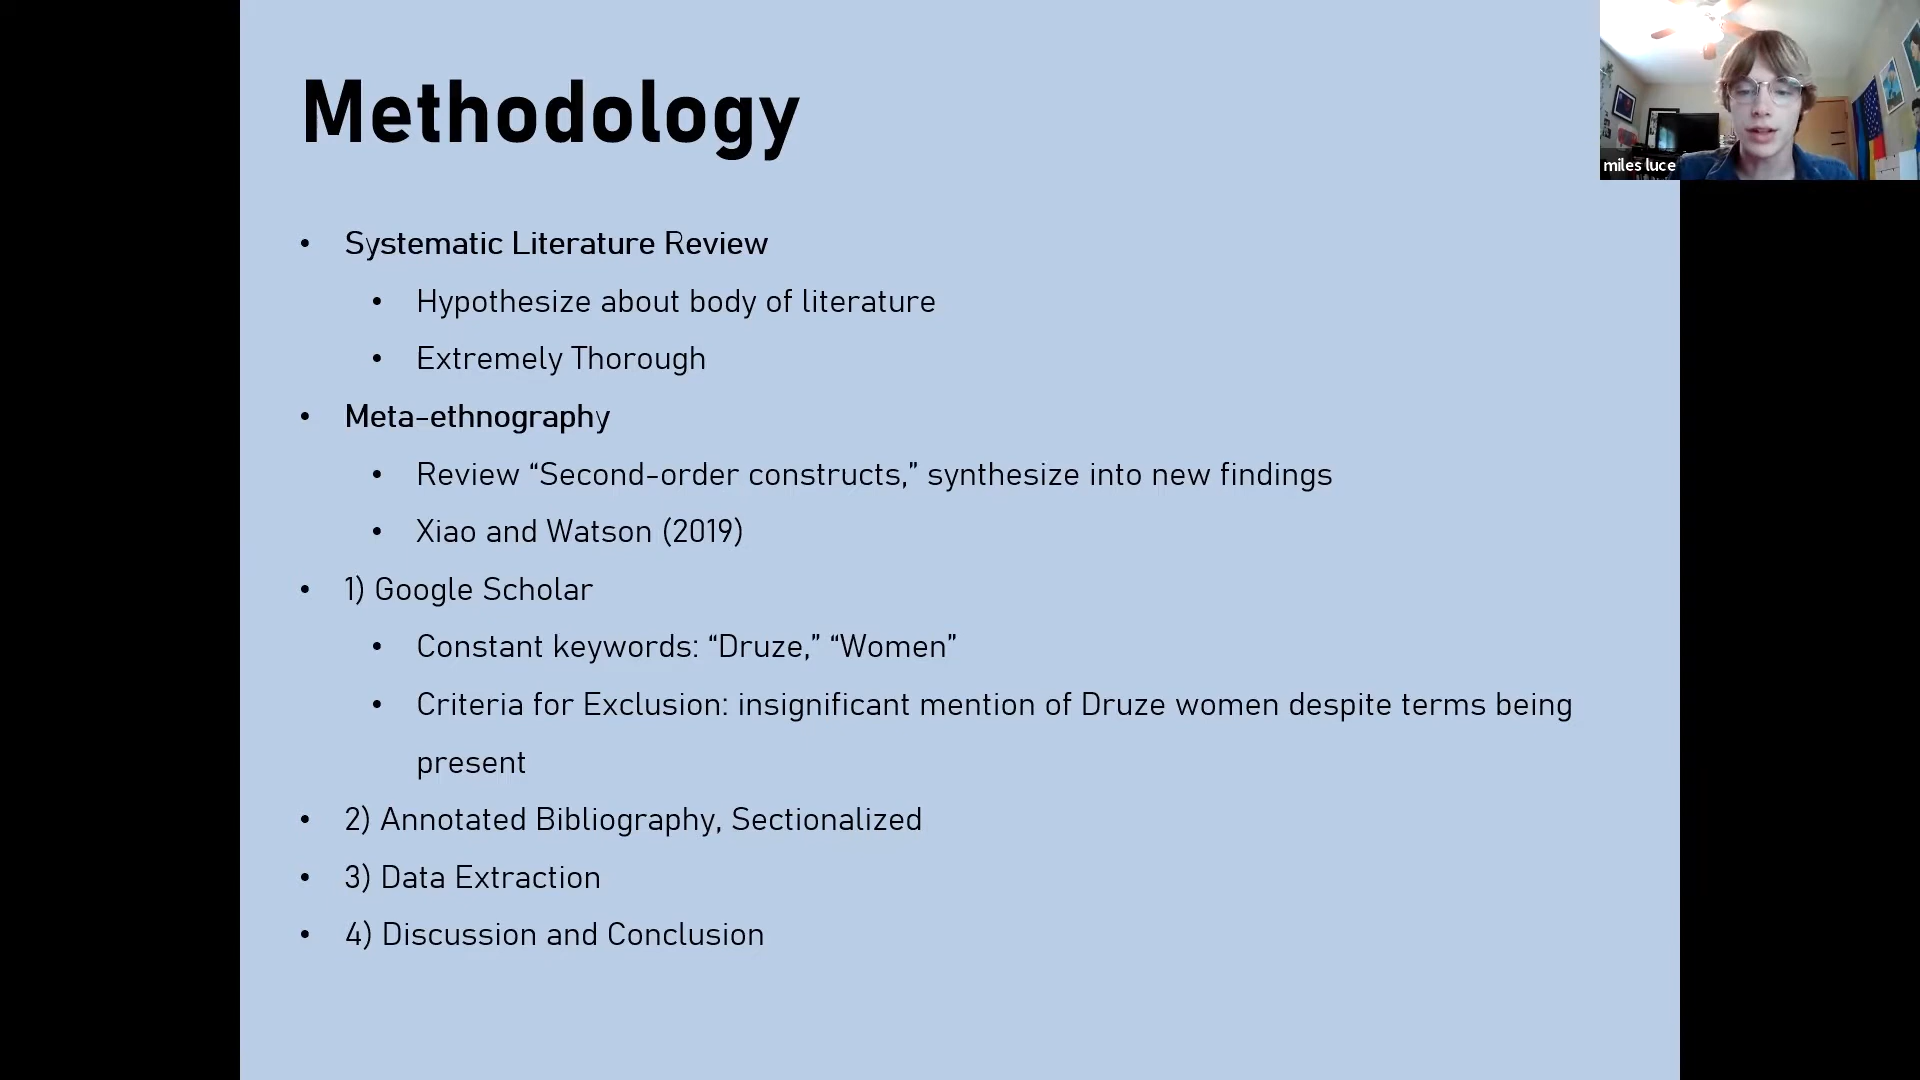 Methodology
miles luce
• Systematic Literature Review
• Hypothesize about body of literature
• Extremely Thorough
• Meta-ethnography
• Review “Second-order constructs,” synthesize into new findings
• Xiao and Watson (2019)
• 1) Google Scholar
• Constant keywords: “Druze,” “Women”
• Criteria for Exclusion: insignificant mention of Druze women despite terms being
present
• 2) Annotated Bibliography, Sectionalized
• 3) Data Extraction
• 4) Discussion and Conclusion